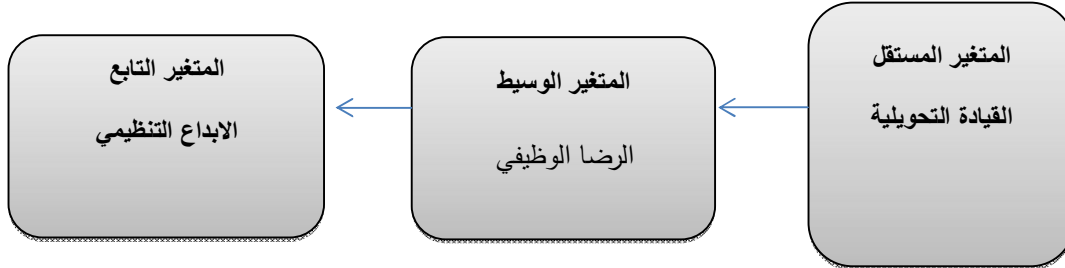 المتغير المستقل
القيادة التحويلية
المتغير الوسيط
الرضا الوظيفي
المتغير التابع
الابداع التنظيمي